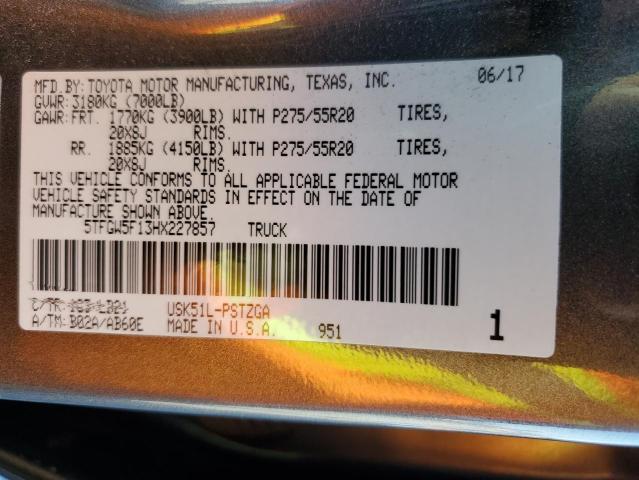 MFD.BY:TOYOTA MOTOR MANUFACTURING, TEXAS, INC. 06/17
GVWR:3180KG (7000LB)
GAWR:FRT. 1770KG (3900LB) WITH P275/55R20 TIRES,
20X8J RIMS.
RR. 1885KG (4150LB) WITH P275/55R20 TIRES,
20X8J RIMS.
THIS VEHICLE CONFORMS TO ALL APPLICABLE FEDERAL MOTOR
VEHICLE SAFETY STANDARDS IN EFFECT ON THE DATE OF
MANUFACTURE SHOWN ABOVE.
5TFGW5F13HX227857 TRUCK
C/TR: USK51L-PSTZGA
A/TM: B02A/AB60E MADE IN U.S.A. 951
1